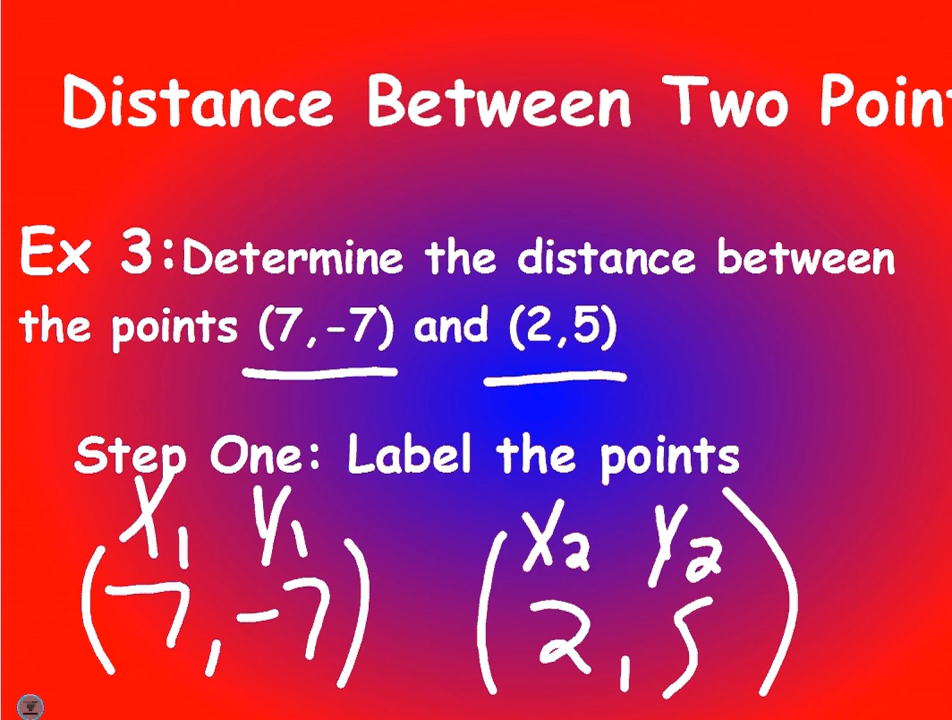 Distance Between Two Poin
Ex 3:Determine the distance between
the points (7,-7) and (2,5)
Step One: Label the points
X1 Y1 X2 Y2
(7,-7) (2,5)